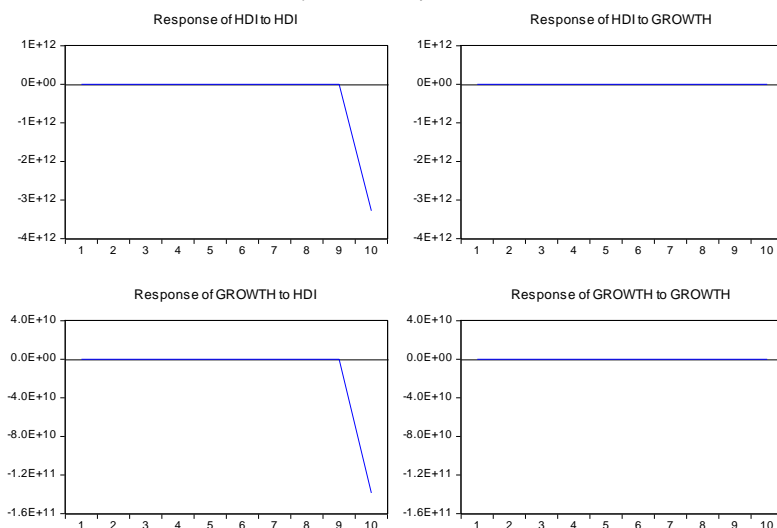 Response of HDI to HDI
1E+12
0E+00
-1E+12
-2E+12
-3E+12
-4E+12
1 2 3 4 5 6 7 8 9 10
Response of HDI to GROWTH
1E+12
0E+00
-1E+12
-2E+12
-3E+12
-4E+12
1 2 3 4 5 6 7 8 9 10
Response of GROWTH to HDI
4.0E+10
0.0E+00
-4.0E+10
-8.0E+10
-1.2E+11
-1.6E+11
1 2 3 4 5 6 7 8 9 10
Response of GROWTH to GROWTH
4.0E+10
0.0E+00
-4.0E+10
-8.0E+10
-1.2E+11
-1.6E+11
1 2 3 4 5 6 7 8 9 10